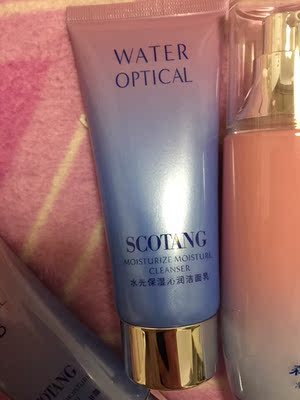 WATER
OPTICAL
SCOTANG
MOISTURIZE MOISTURE
CLEANSER
水光保湿沁润洁面乳
SCOTANG